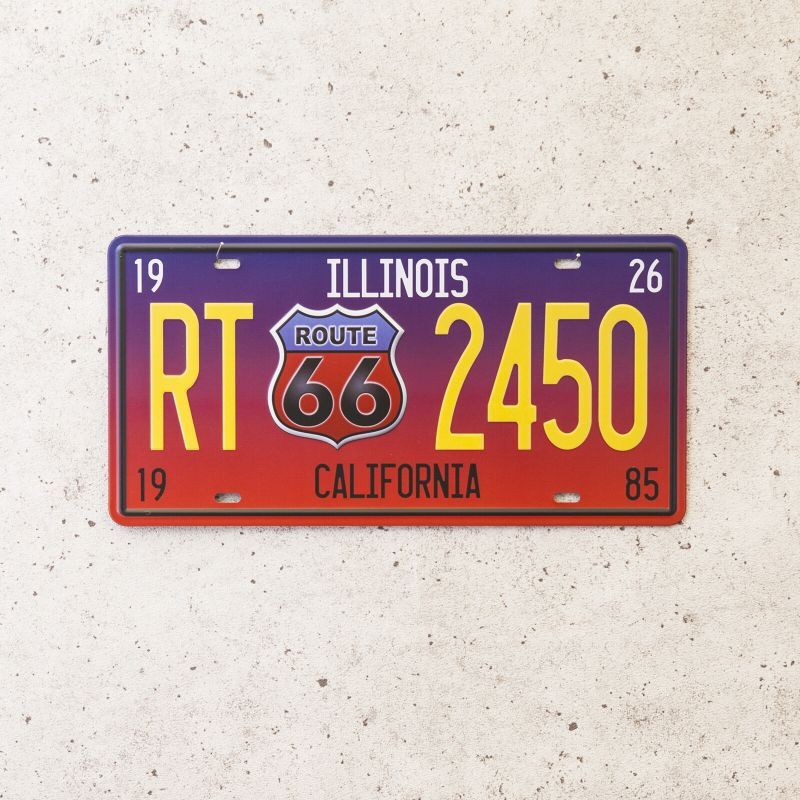 19 ILLINOIS 26
RT ROUTE 66 2450
19 CALIFORNIA 85